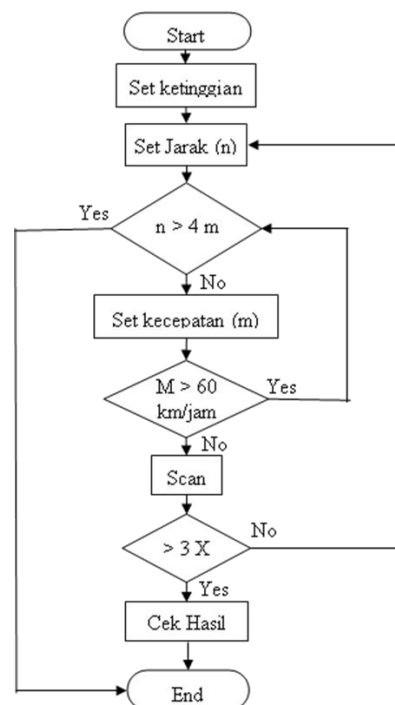 Start
Set ketinggian
Set Jarak (n)
Yes
n > 4 m
No
Set kecepatan (m)
M > 60
km/jam
Yes
No
Scan
> 3 X
No
Yes
Cek Hasil
End